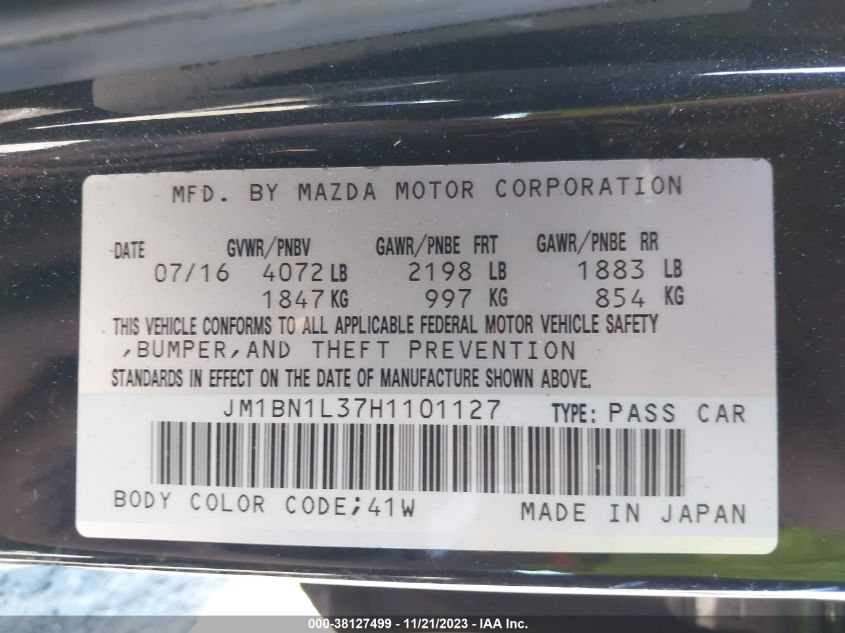 MFD. BY MAZDA MOTOR CORPORATION
DATE GVWR/PNBV GAWR/PNBE FRT GAWR/PNBE RR
07/16 4072 LB 2198 LB 1883 LB
1847 KG 997 KG 854 KG
THIS VEHICLE CONFORMS TO ALL APPLICABLE FEDERAL MOTOR VEHICLE SAFETY
,BUMPER,AND THEFT PREVENTION
STANDARDS IN EFFECT ON THE DATE OF MANUFACTURE SHOWN ABOVE.
JM1BN1L37H1101127 TYPE: PASS CAR
BODY COLOR CODE;41W MADE IN JAPAN
000-38127499 - 11/21/2023 - IAA, Inc.